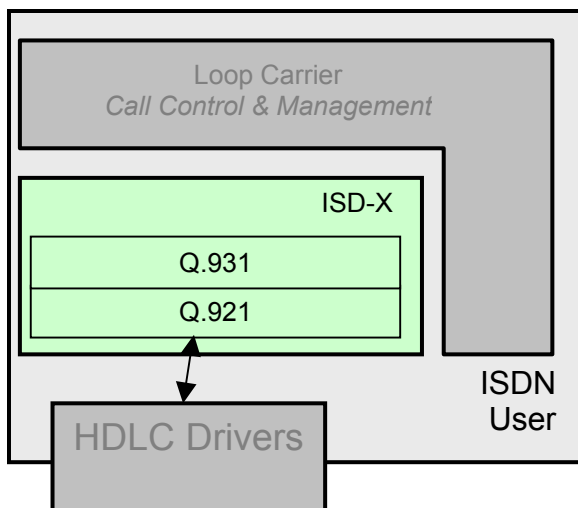 Loop Carrier
Call Control & Management
ISD-X
Q.931
Q.921
ISDN
User
HDLC Drivers